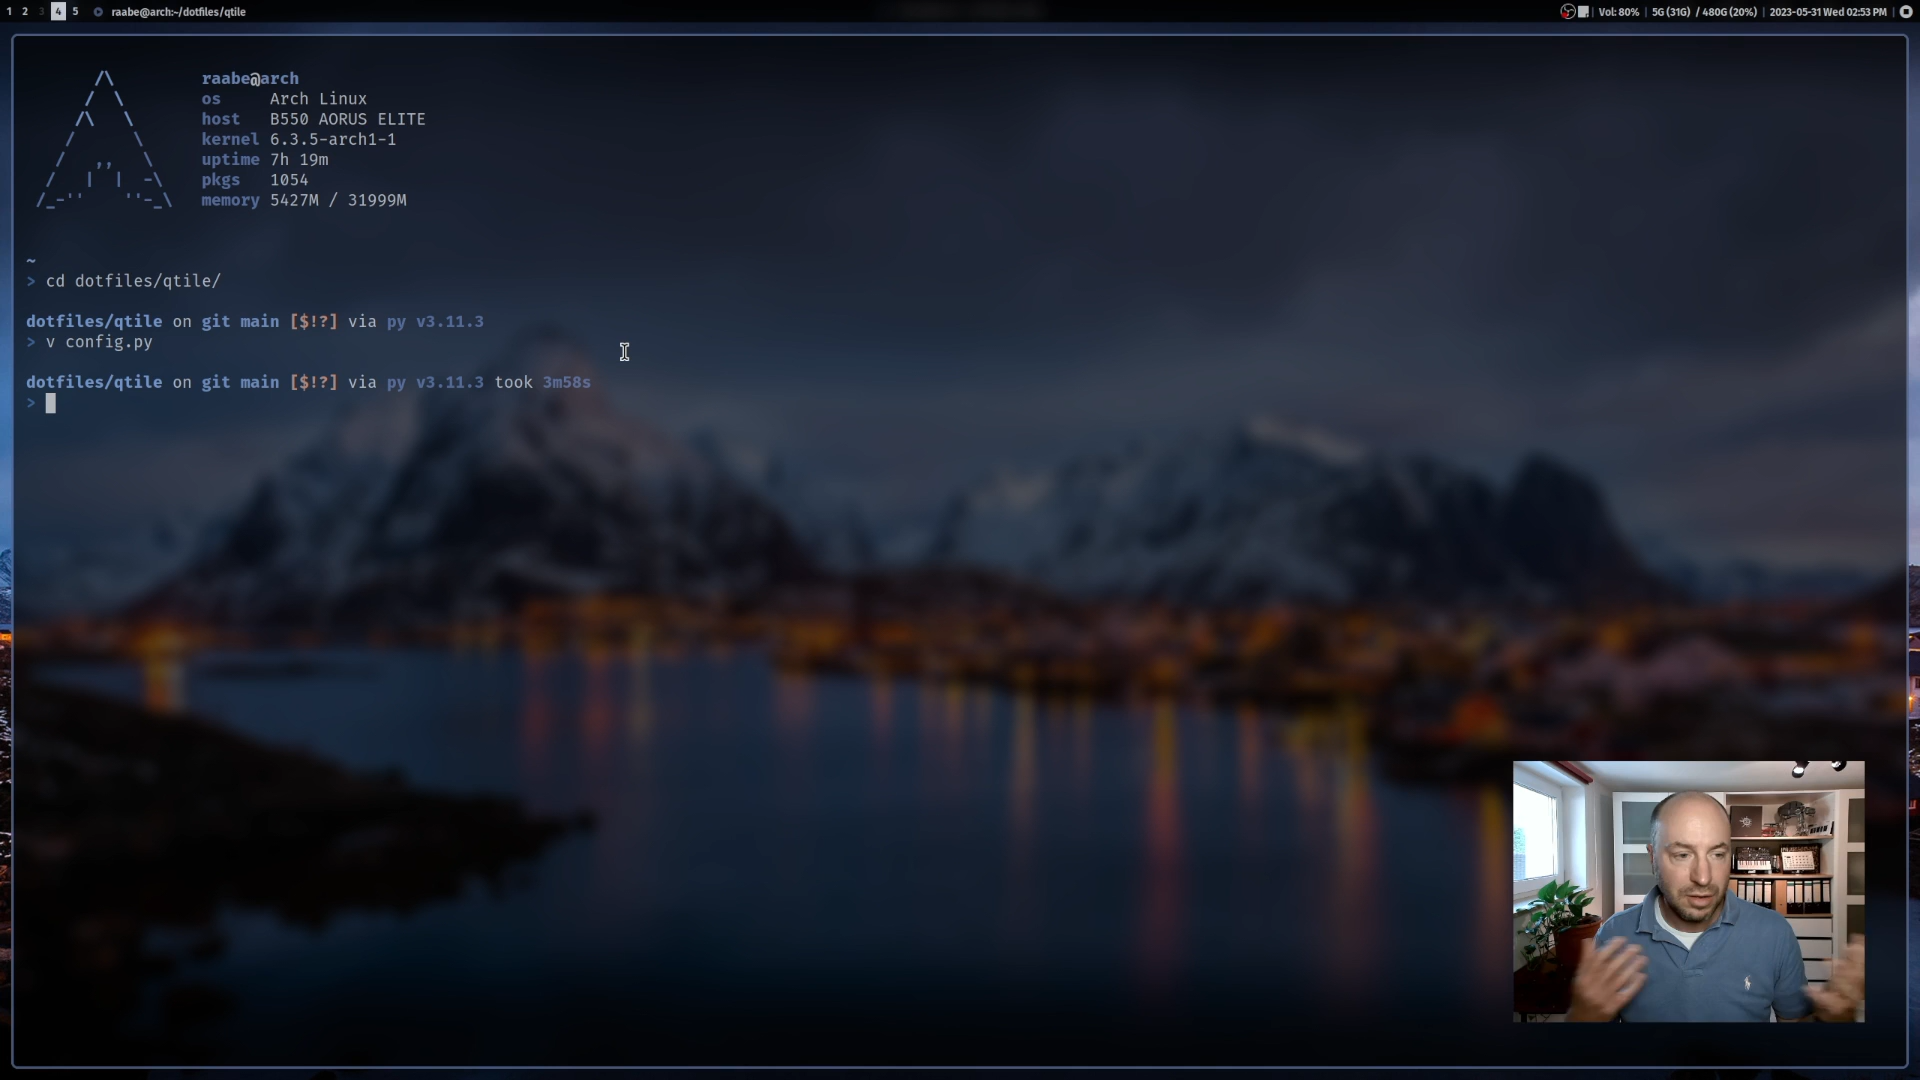 1 2 3 4 5 raabe@arch:~/dotfiles/qtile Vol: 80% | 5G (31G) / 480G (20%) | 2023-05-31 Wed 02:53 PM
raabe@arch
os Arch Linux
host B550 AORUS ELITE
kernel 6.3.5-arch1-1
uptime 7h 19m
pkgs 1054
memory 5427M / 31999M
~
> cd dotfiles/qtile/
dotfiles/qtile on git main [$!?] via py v3.11.3
> v config.py
dotfiles/qtile on git main [$!?] via py v3.11.3 took 3m58s
>